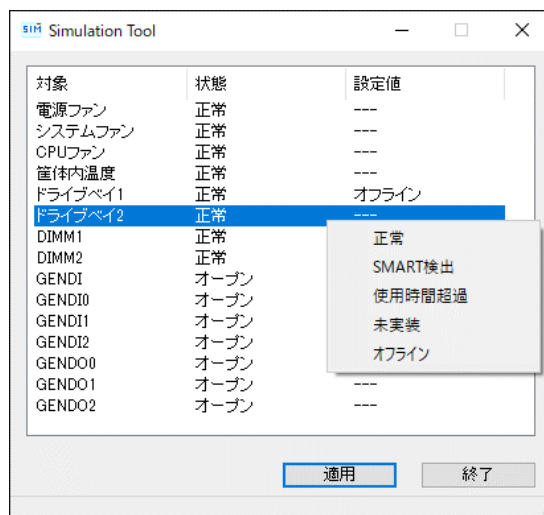 SIM Simulation Tool
対象 状態 設定値
電源ファン 正常 ---
システムファン 正常 ---
CPUファン 正常 ---
筐体内温度 正常 ---
ドライブベイ1 正常 オフライン
ドライブベイ2 正常 ---
DIMM1 正常
DIMM2 正常
GENDI オープン
GENDI0 オープン
GENDI1 オープン
GENDI2 オープン
GENDO0 オープン
GENDO1 オープン ---
GENDO2 オープン ---
正常
SMART検出
使用時間超過
未実装
オフライン
適用 終了